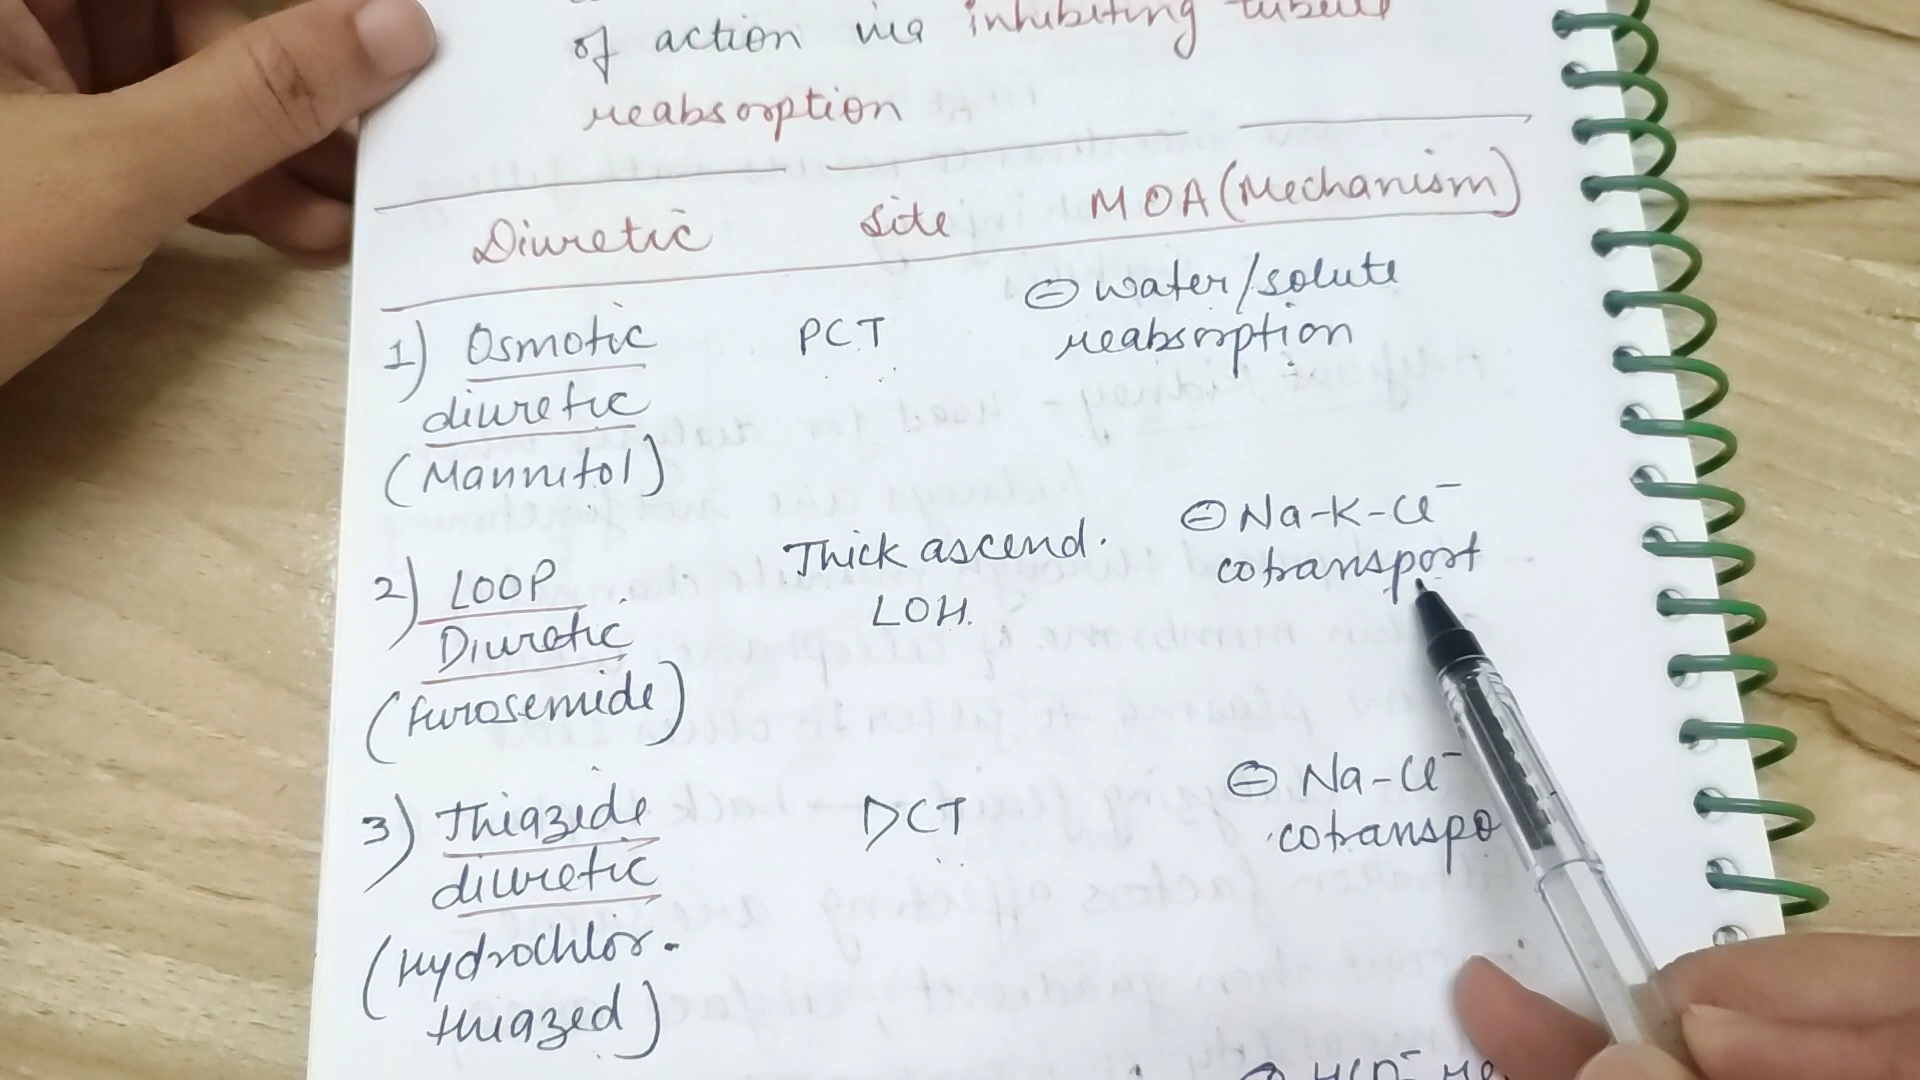 of action via inhibiting tubular
reabsorption
Diuretic Site MOA (Mechanism)
1) Osmotic diuretic (Mannitol)
PCT
⊖ water/solute
reabsorption
2) LOOP
Diuretic
(furosemide)
Thick ascend.
LOH.
⊖ Na-K-Cl⁻
cotransport
3) Thiazide
diuretic
(Hydrochlor.
thiazed)
DCT
⊖ Na-Cl⁻
cotranspo